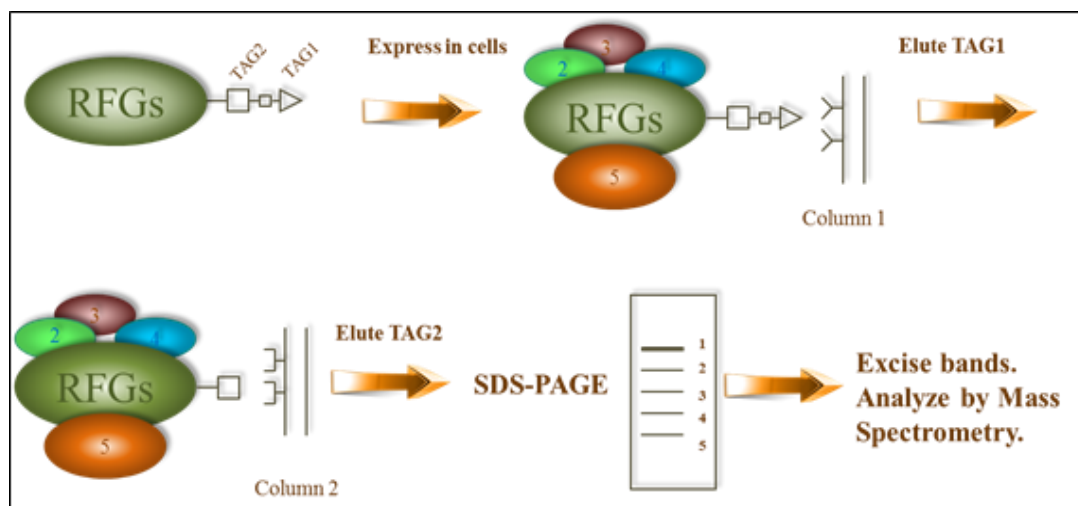 RFGs
TAG2
TAG1
Express in cells
3
2
4
RFGs
5
Column 1
Elute TAG1
3
2
4
RFGs
5
Column 2
Elute TAG2
SDS-PAGE
1
2
3
4
5
Excise bands.
Analyze by Mass
Spectrometry.